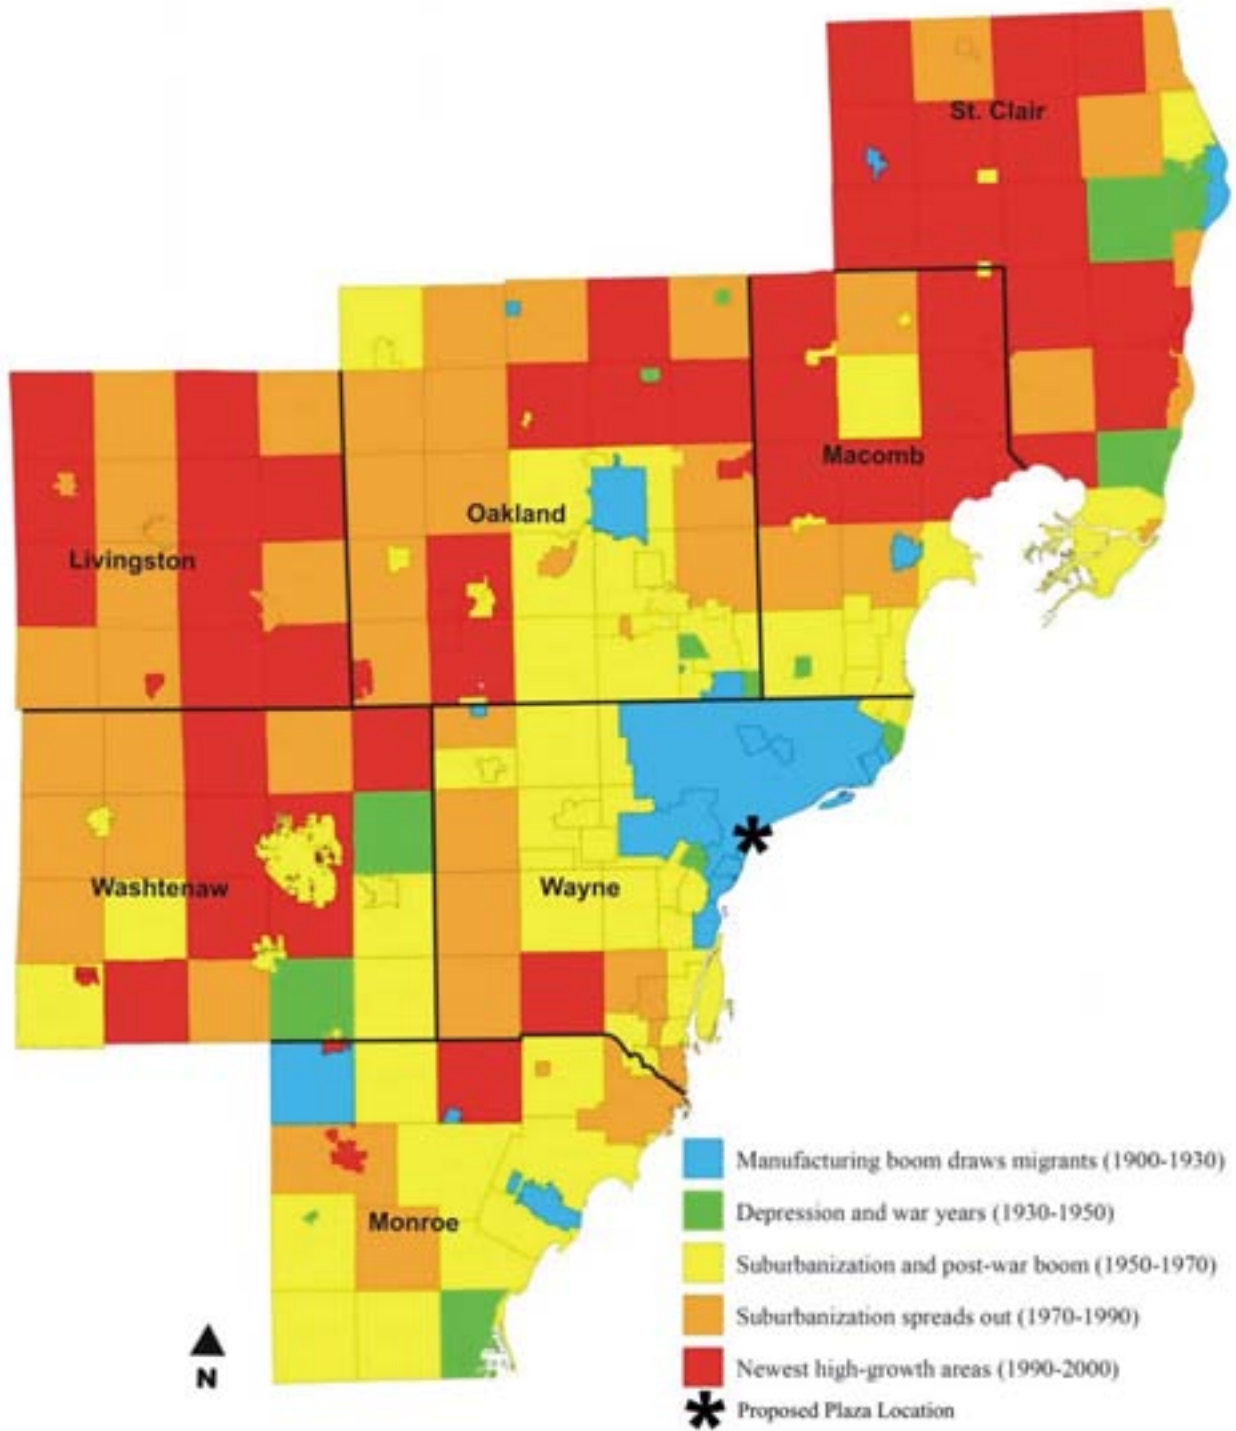 St. Clair
Macomb
Oakland
Livingston
Washtenaw
Wayne
Monroe
N
Manufacturing boom draws migrants (1900-1930)
Depression and war years (1930-1950)
Suburbanization and post-war boom (1950-1970)
Suburbanization spreads out (1970-1990)
Newest high-growth areas (1990-2000)
Proposed Plaza Location